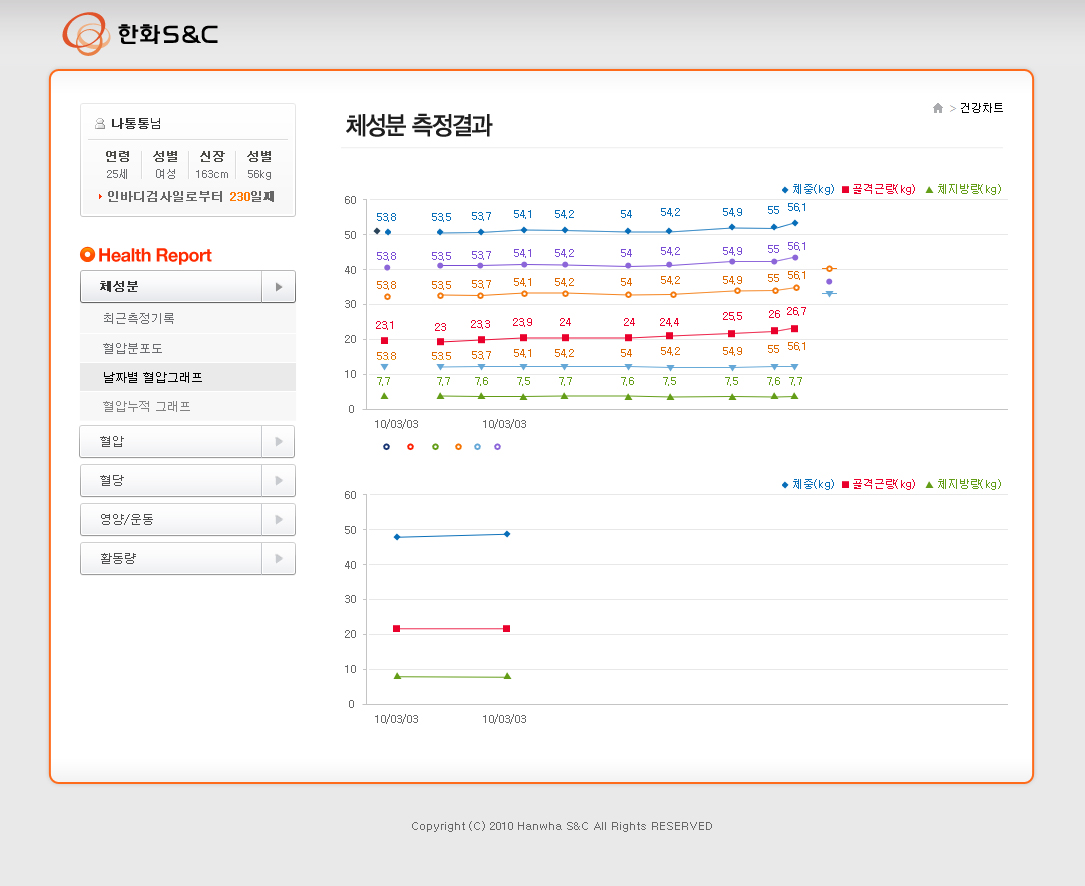 한화S&C
> 건강차트
나통통님
연령 성별 신장 성별
25세 여성 163cm 56kg
인바디검사일로부터 230일째
Health Report
체성분
최근측정기록
혈압분포도
날짜별 혈압그래프
혈압누적 그래프
혈압
혈당
영양/운동
활동량
체성분 측정결과
체중(kg) 골격근량(kg) 체지방량(kg)
60
50
40
30
20
10
0
53,8 53,5 53,7 54,1 54,2 54 54,2 54,9 55 56,1
53,8 53,5 53,7 54,1 54,2 54 54,2 54,9 55 56,1
53,8 53,5 53,7 54,1 54,2 54 54,2 54,9 55 56,1
23,1 23 23,3 23,9 24 24 24,4 25,5 26 26,7
53,8 53,5 53,7 54,1 54,2 54 54,2 54,9 55 56,1
7,7 7,7 7,6 7,5 7,7 7,6 7,5 7,5 7,6 7,7
10/03/03 10/03/03
체중(kg) 골격근량(kg) 체지방량(kg)
60
50
40
30
20
10
0
10/03/03 10/03/03
Copyright (C) 2010 Hanwha S&C All Rights RESERVED